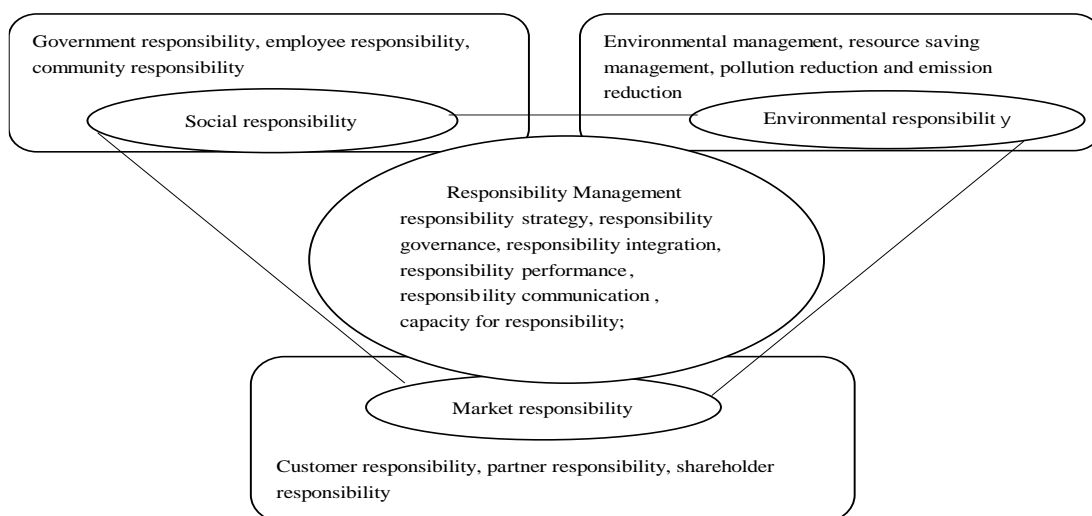 Government responsibility, employee responsibility,
community responsibility
Social responsibility
Environmental management, resource saving
management, pollution reduction and emission
reduction
Environmental responsibility
Responsibility Management
responsibility strategy, responsibility
governance, responsibility integration,
responsibility performance,
responsibility communication,
capacity for responsibility;
Market responsibility
Customer responsibility, partner responsibility, shareholder
responsibility